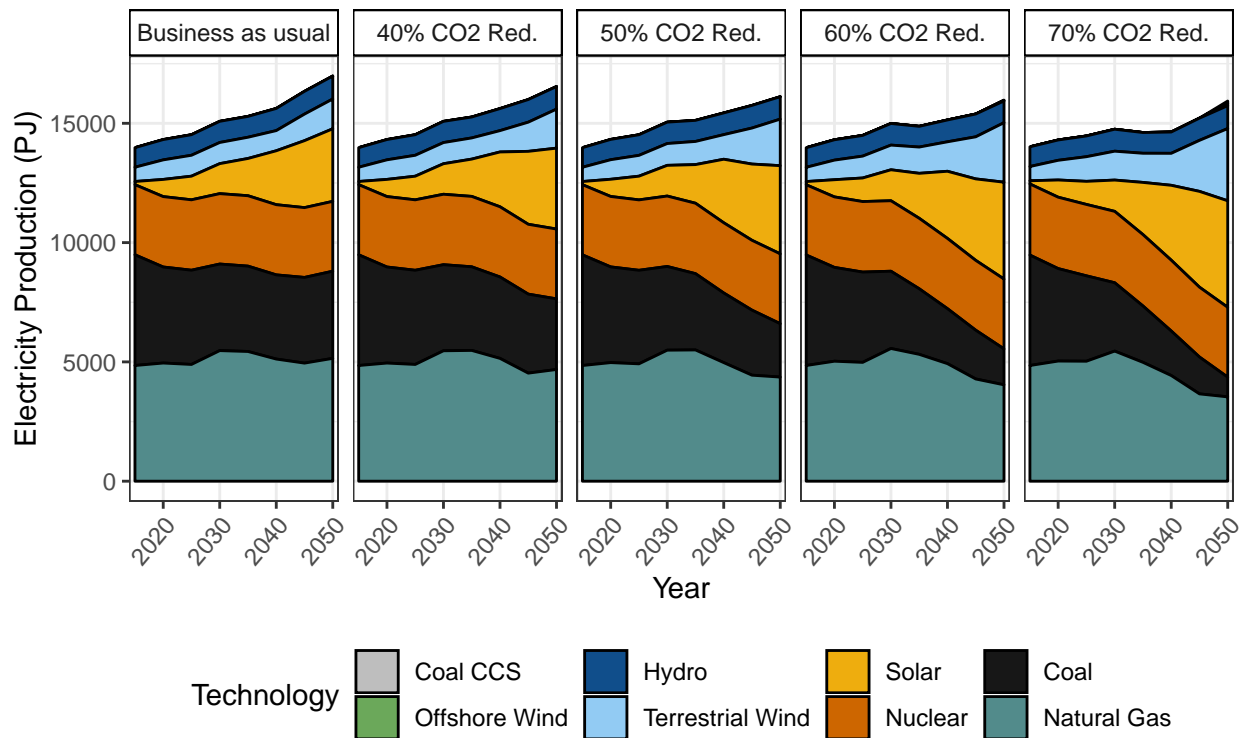 Business as usual
40% CO2 Red.
50% CO2 Red.
60% CO2 Red.
70% CO2 Red.
Electricity Production (PJ)
15000
10000
5000
0
2020 2030 2040 2050
2020 2030 2040 2050
2020 2030 2040 2050
2020 2030 2040 2050
2020 2030 2040 2050
Year
Technology
Coal CCS
Hydro
Solar
Coal
Offshore Wind
Terrestrial Wind
Nuclear
Natural Gas